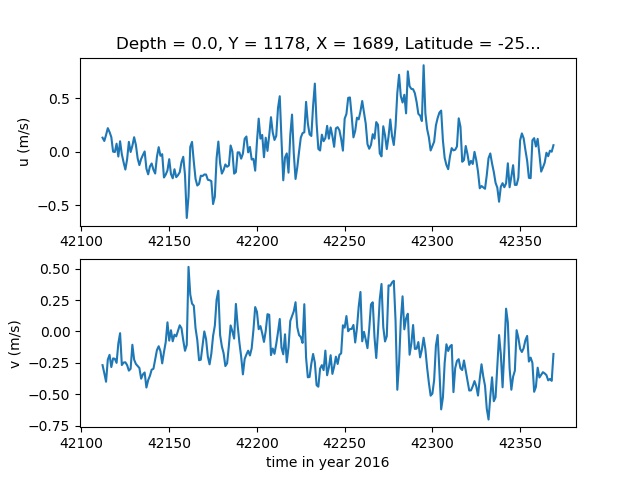 Depth = 0.0, Y = 1178, X = 1689, Latitude = -25...
u (m/s)
0.5
0.0
−0.5
42100 42150 42200 42250 42300 42350
v (m/s)
0.50
0.25
0.00
−0.25
−0.50
−0.75
42100 42150 42200 42250 42300 42350
time in year 2016